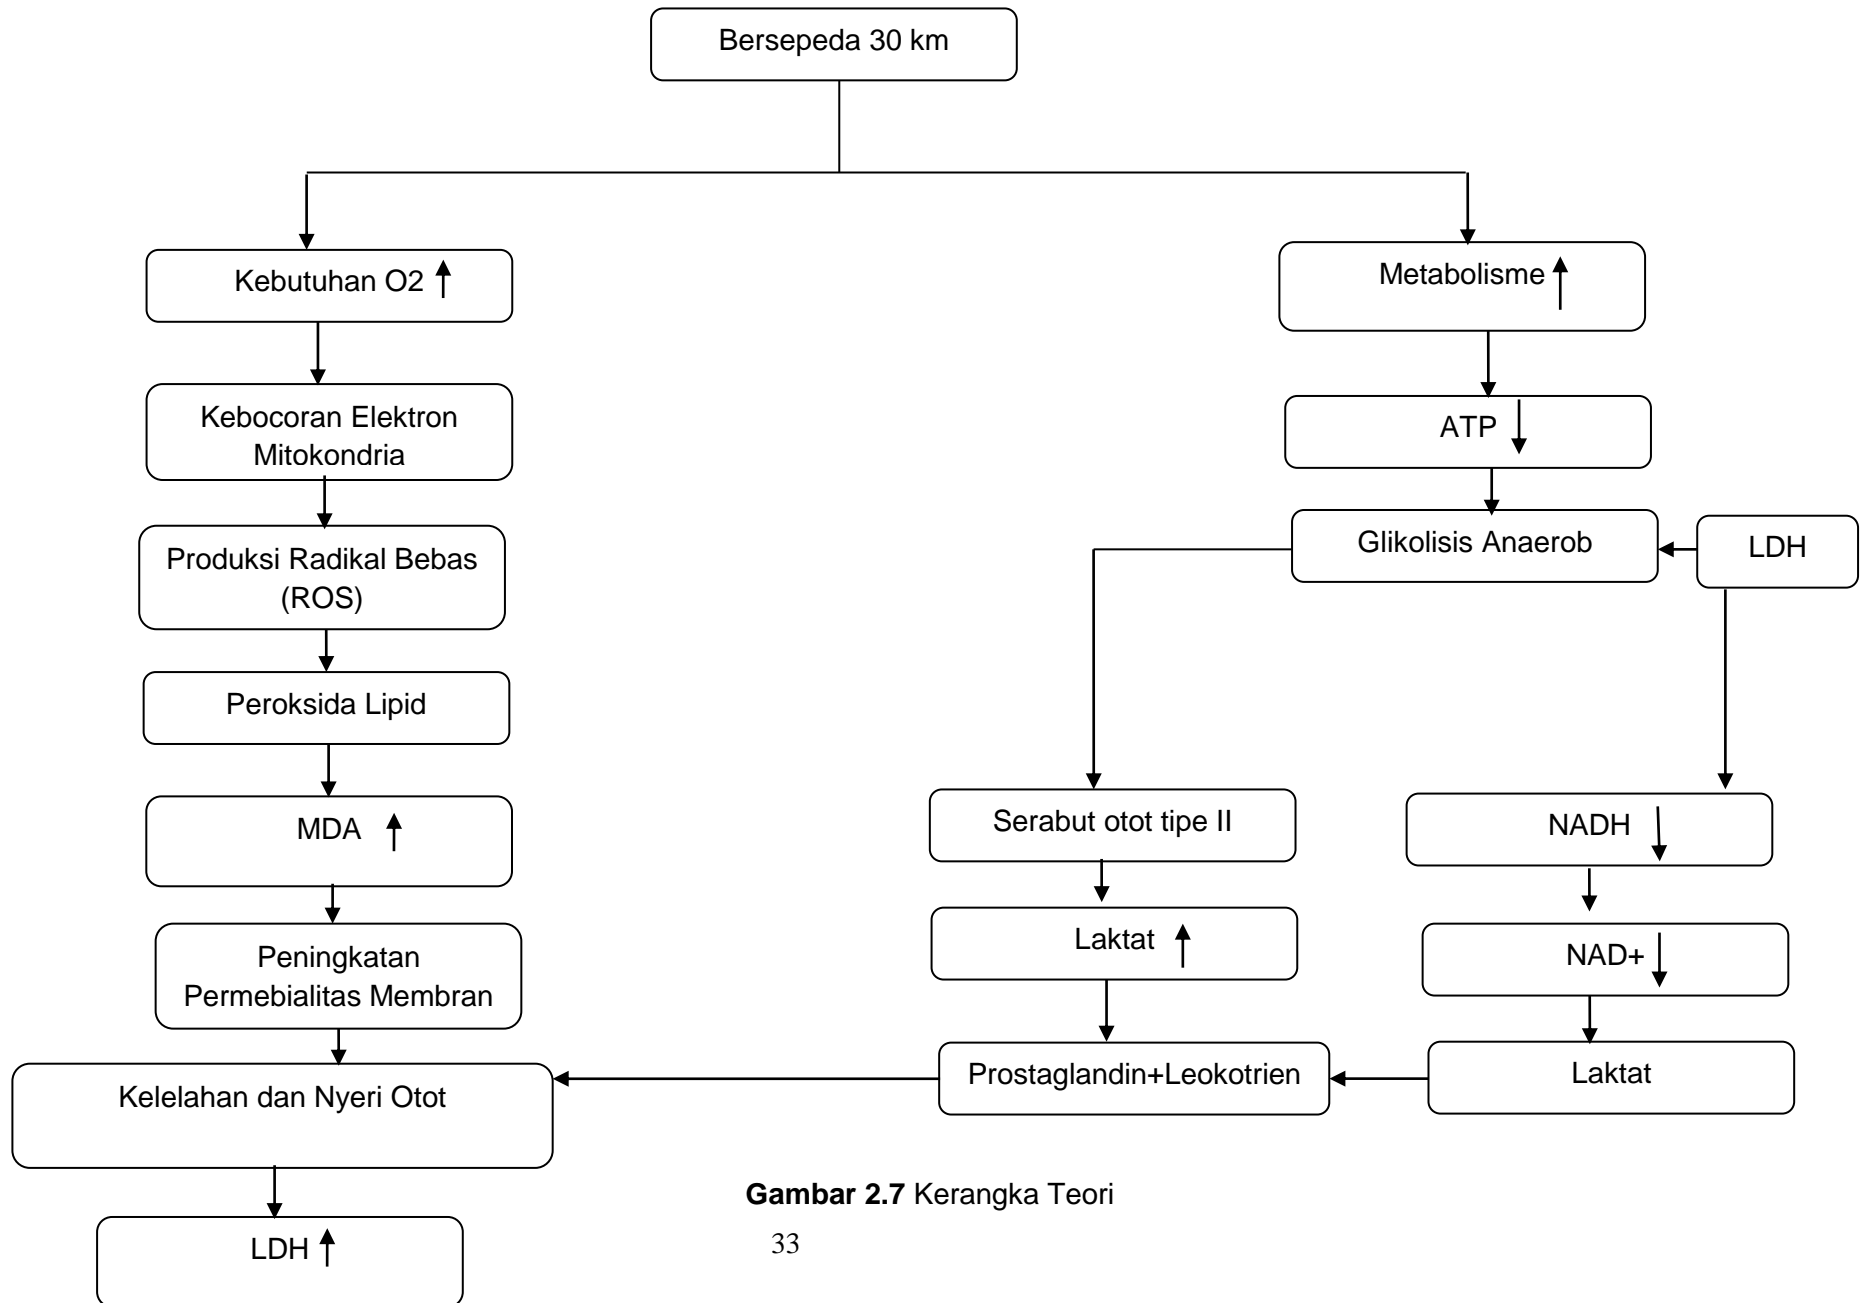 Bersepeda 30 km
Kebutuhan O2
Metabolisme
Kebocoran Elektron
Mitokondria
ATP
Produksi Radikal Bebas
(ROS)
Glikolisis Anaerob
LDH
Peroksida Lipid
MDA
Serabut otot tipe II
NADH
Peningkatan
Permebialitas Membran
Laktat
NAD+
Kelelahan dan Nyeri Otot
Prostaglandin+Leokotrien
Laktat
LDH
Gambar 2.7 Kerangka Teori
33